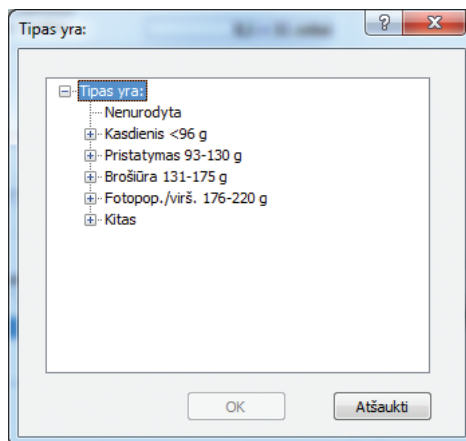 Tipas yra:
Tipas yra:
Nenurodyta
Kasdienis <96 g
Pristatymas 93-130 g
Brošiūra 131-175 g
Fotopop./virš. 176-220 g
Kitas
OK
Atšaukti